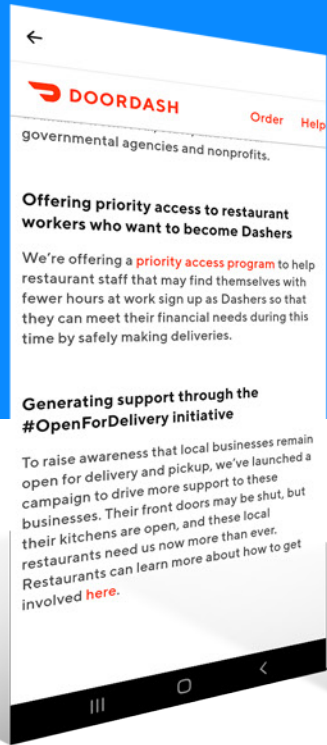 DOORDASH
Order Help
governmental agencies and nonprofits.
Offering priority access to restaurant
workers who want to become Dashers
We're offering a priority access program to help
restaurant staff that may find themselves with
fewer hours at work sign up as Dashers so that
they can meet their financial needs during this
time by safely making deliveries.
Generating support through the
#OpenForDelivery initiative
To raise awareness that local businesses remain
open for delivery and pickup, we've launched a
campaign to drive more support to these
businesses. Their front doors may be shut, but
their kitchens are open, and these local
restaurants need us now more than ever.
Restaurants can learn more about how to get
involved here.